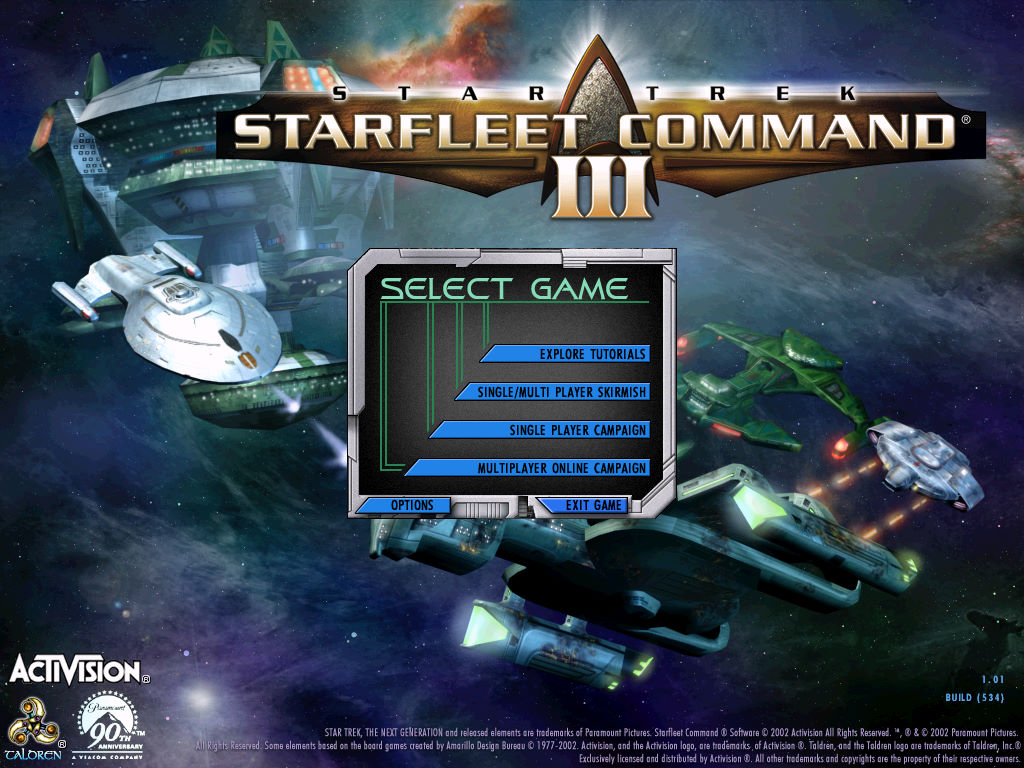 STAR TREK
STARFLEET COMMAND®
III
SELECT GAME
EXPLORE TUTORIALS
SINGLE/MULTI PLAYER SKIRMISH
SINGLE PLAYER CAMPAIGN
MULTIPLAYER ONLINE CAMPAIGN
OPTIONS
EXIT GAME
ACTIVISION®
Paramount
90TH™
ANNIVERSARY
A VIACOM COMPANY
TALDREN®
1.01
BUILD (534)
STAR TREK, THE NEXT GENERATION and released elements are trademarks of Paramount Pictures. Starfleet Command ® Software © 2002 Activision All Rights Reserved. ™, ® & © 2002 Paramount Pictures.
All Rights Reserved. Some elements based on the board games created by Amarillo Design Bureau © 1977-2002. Activision, and the Activision logo, are trademarks of Activision ®. Taldren, and the Taldren logo are trademarks of Taldren, Inc.®
Exclusively licensed and distributed by Activision ®. All other trademarks and copyrights are the property of their respective owners.